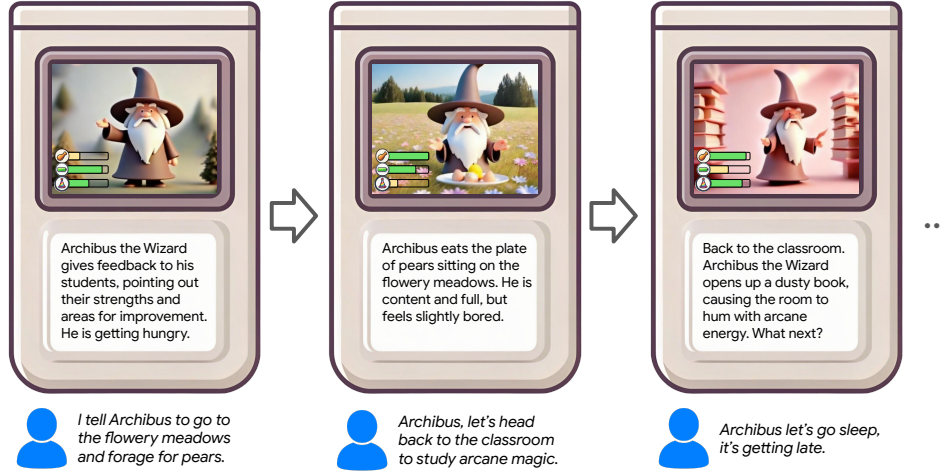 Archibus the Wizard
gives feedback to his
students, pointing out
their strengths and
areas for improvement.
He is getting hungry.
I tell Archibus to go to
the flowery meadows
and forage for pears.
Archibus eats the plate
of pears sitting on the
flowery meadows. He is
content and full, but
feels slightly bored.
Archibus, let's head
back to the classroom
to study arcane magic.
Back to the classroom.
Archibus the Wizard
opens up a dusty book,
causing the room to
hum with arcane
energy. What next?
Archibus let's go sleep,
it's getting late.
..